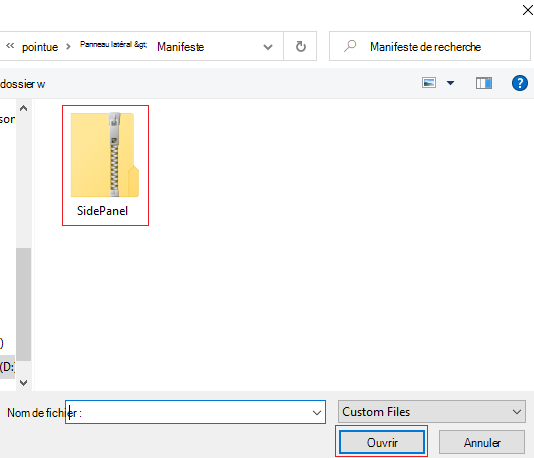 « pointue > Panneau latéral &gt; Manifeste
Manifeste de recherche
dossier w
?
son
SidePanel
)
(D:)
Nom de fichier :
Custom Files
Ouvrir
Annuler